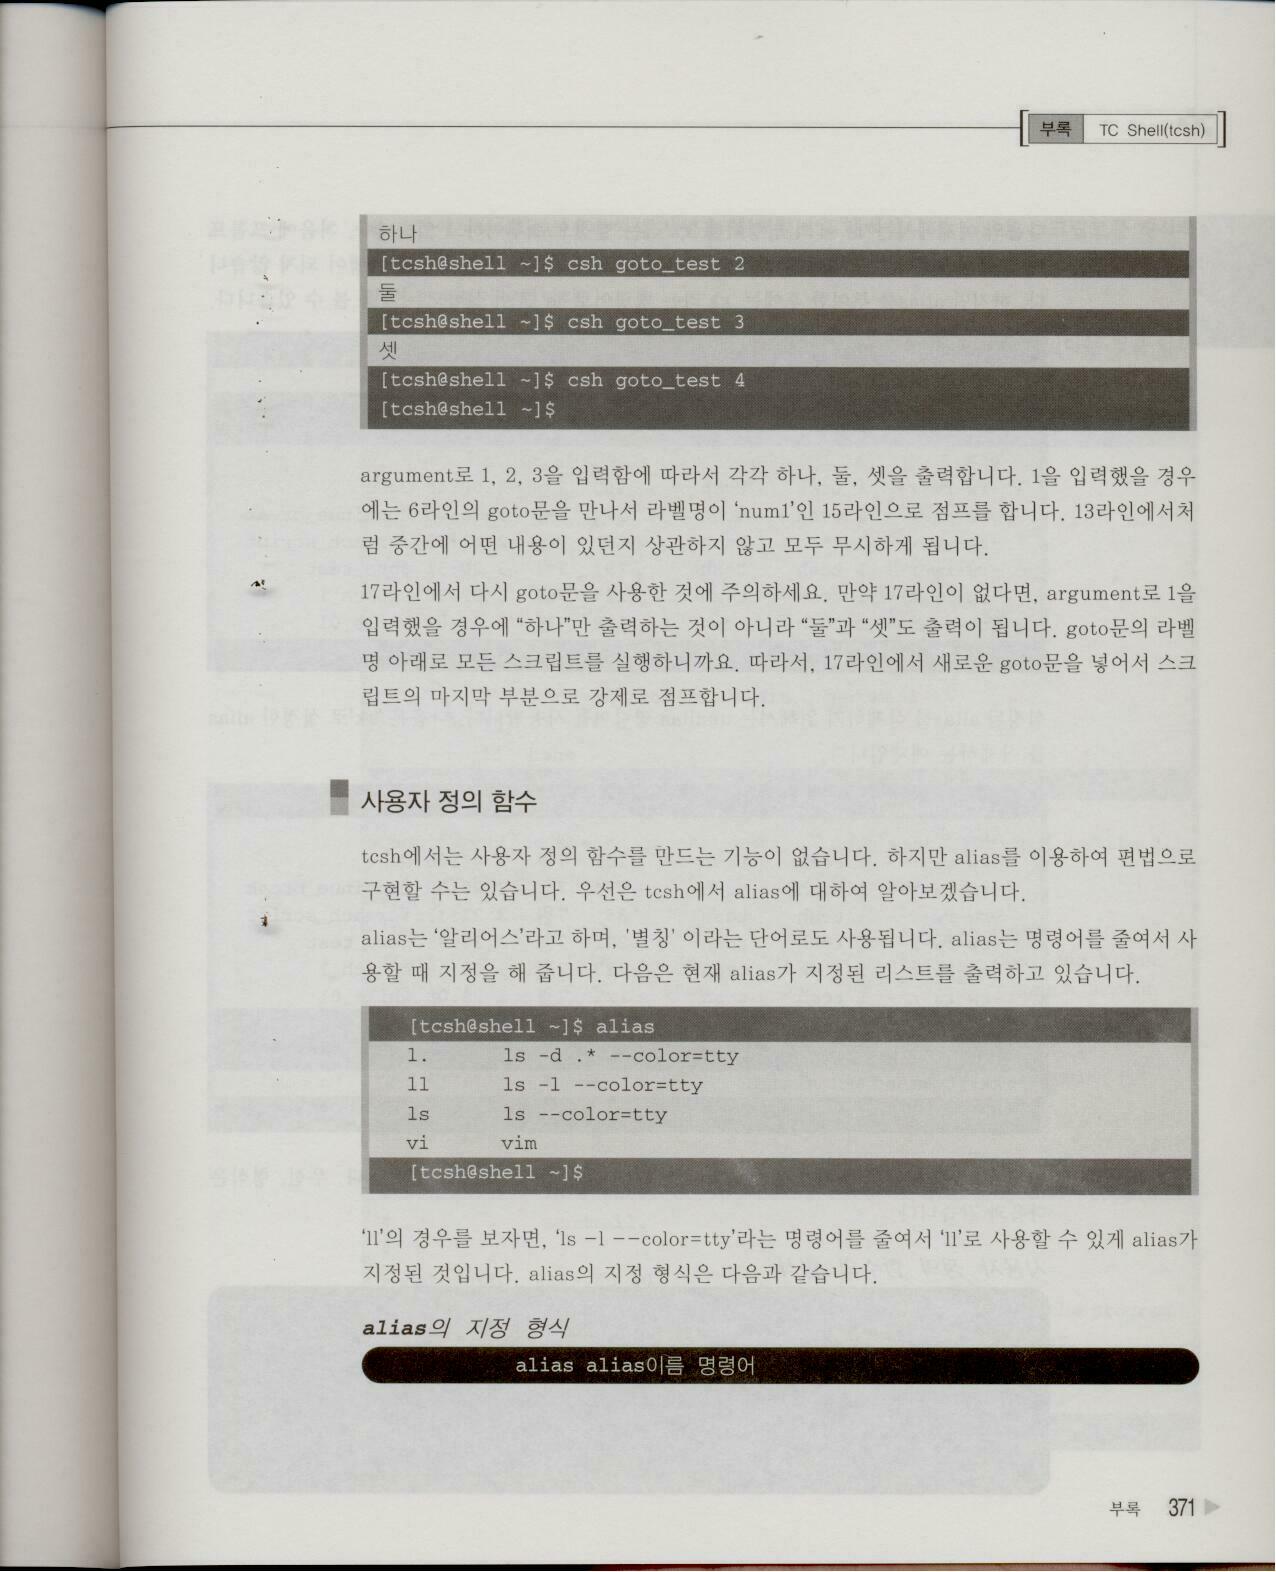 부록 TC Shell(tcsh)
하나
[tcsh@shell ~]$ csh goto_test 2
둘
[tcsh@shell ~]$ csh goto_test 3
셋
[tcsh@shell ~]$ csh goto_test 4
[tcsh@shell ~]$
argument로 1, 2, 3을 입력함에 따라서 각각 하나, 둘, 셋을 출력합니다. 1을 입력했을 경우
에는 6라인의 goto문을 만나서 라벨명이 ‘num1’인 15라인으로 점프를 합니다. 13라인에서처
럼 중간에 어떤 내용이 있던지 상관하지 않고 모두 무시하게 됩니다.
17라인에서 다시 goto문을 사용한 것에 주의하세요. 만약 17라인이 없다면, argument로 1을
입력했을 경우에 “하나”만 출력하는 것이 아니라 “둘”과 “셋”도 출력이 됩니다. goto문의 라벨
명 아래로 모든 스크립트를 실행하니까요. 따라서, 17라인에서 새로운 goto문을 넣어서 스크
립트의 마지막 부분으로 강제로 점프합니다.
사용자 정의 함수
tcsh에서는 사용자 정의 함수를 만드는 기능이 없습니다. 하지만 alias를 이용하여 편법으로
구현할 수는 있습니다. 우선은 tcsh에서 alias에 대하여 알아보겠습니다.
alias는 ‘알리어스’라고 하며, '별칭' 이라는 단어로도 사용됩니다. alias는 명령어를 줄여서 사
용할 때 지정을 해 줍니다. 다음은 현재 alias가 지정된 리스트를 출력하고 있습니다.
[tcsh@shell ~]$ alias
l. ls -d .* --color=tty
ll ls -l --color=tty
ls ls --color=tty
vi vim
[tcsh@shell ~]$
‘ll’의 경우를 보자면, ‘ls -l --color=tty’라는 명령어를 줄여서 ‘ll’로 사용할 수 있게 alias가
지정된 것입니다. alias의 지정 형식은 다음과 같습니다.
alias의 지정 형식
alias alias이름 명령어
부록 371